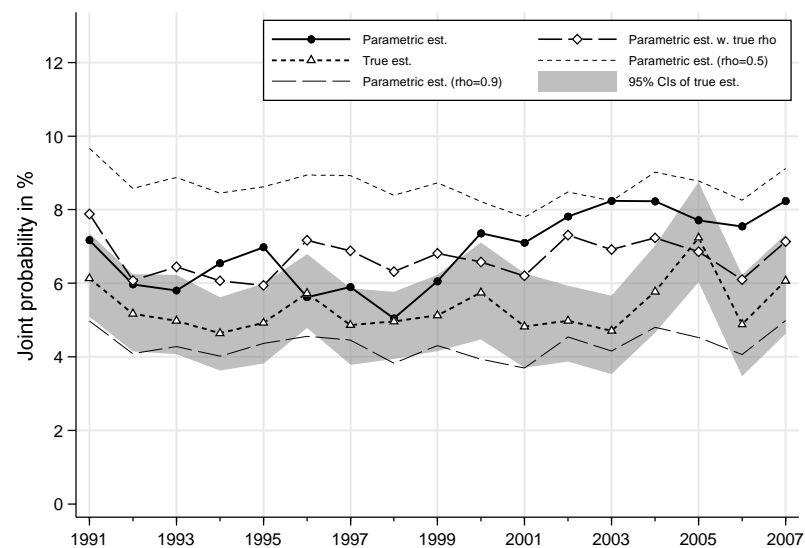 Parametric est.
Parametric est. w. true rho
True est.
Parametric est. (rho=0.5)
Parametric est. (rho=0.9)
95% CIs of true est.
Joint probability in %
12
10
8
6
4
2
0
1991 1993 1995 1997 1999 2001 2003 2005 2007